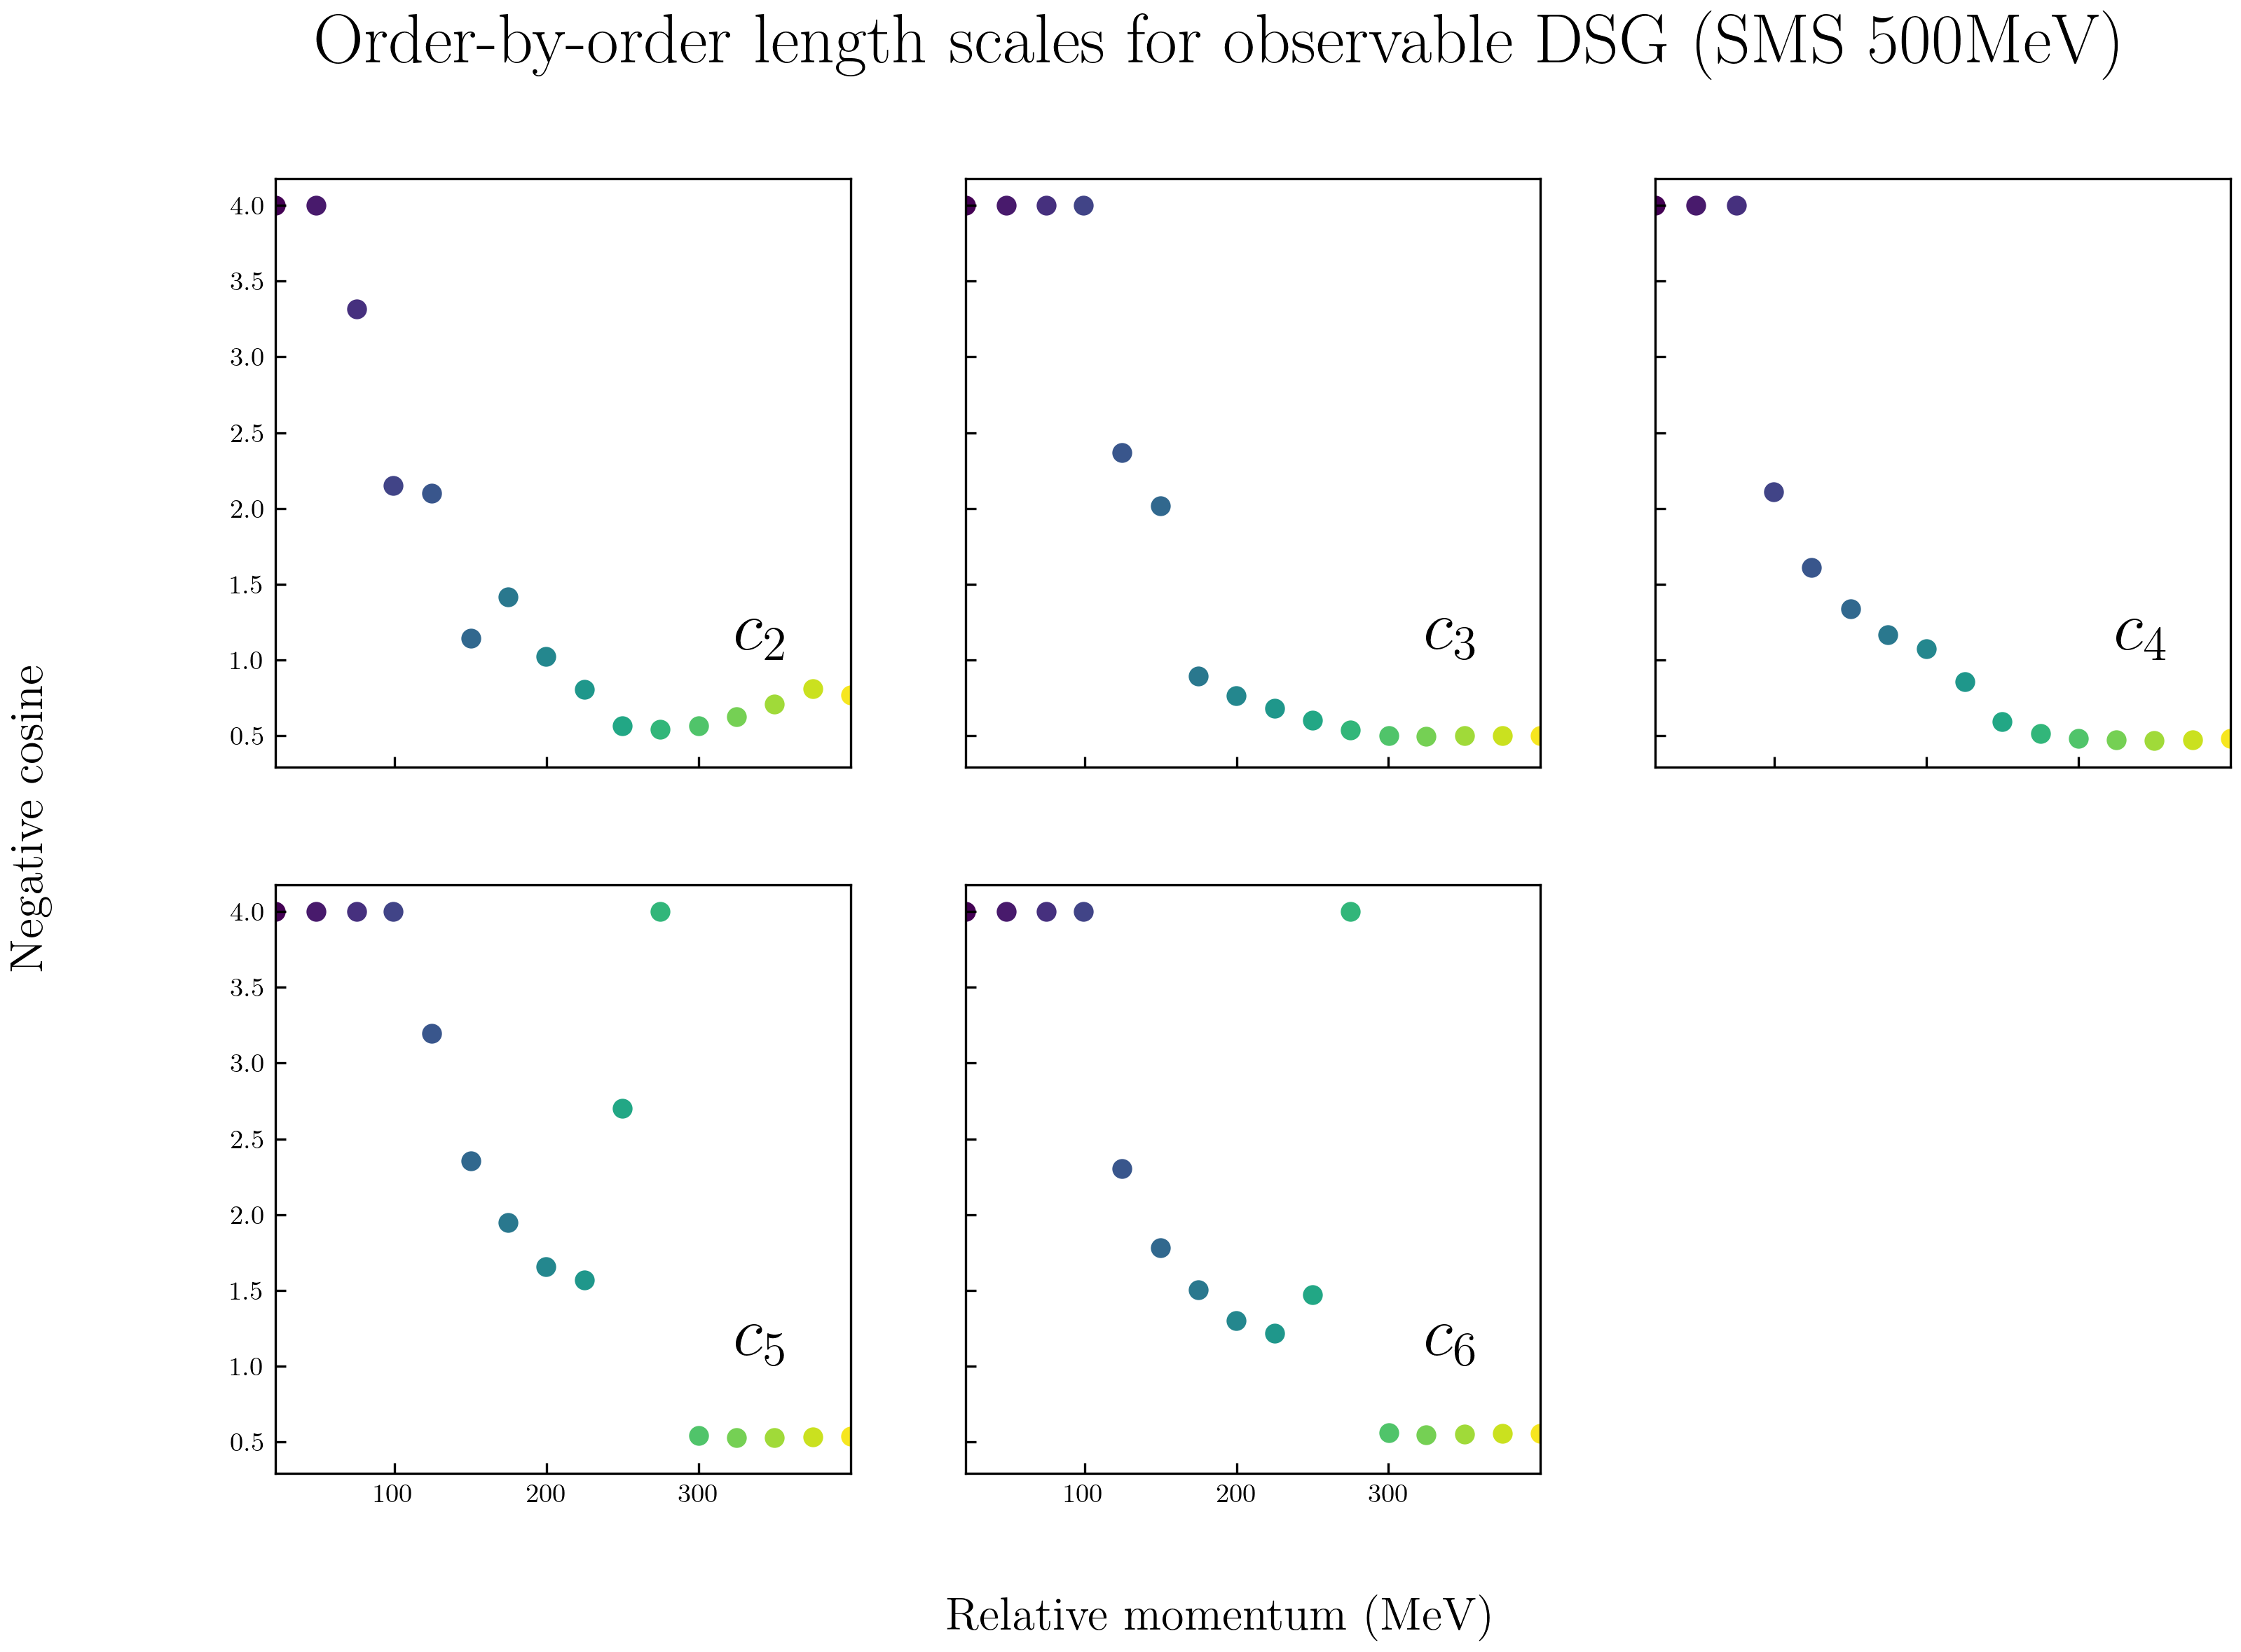 Order-by-order length scales for observable DSG (SMS 500MeV)
4.0
3.5
3.0
2.5
2.0
1.5
1.0
0.5
c2
c3
c4
Negative cosine
4.0
3.5
3.0
2.5
2.0
1.5
1.0
0.5
c5
c6
100 200 300
100 200 300
Relative momentum (MeV)